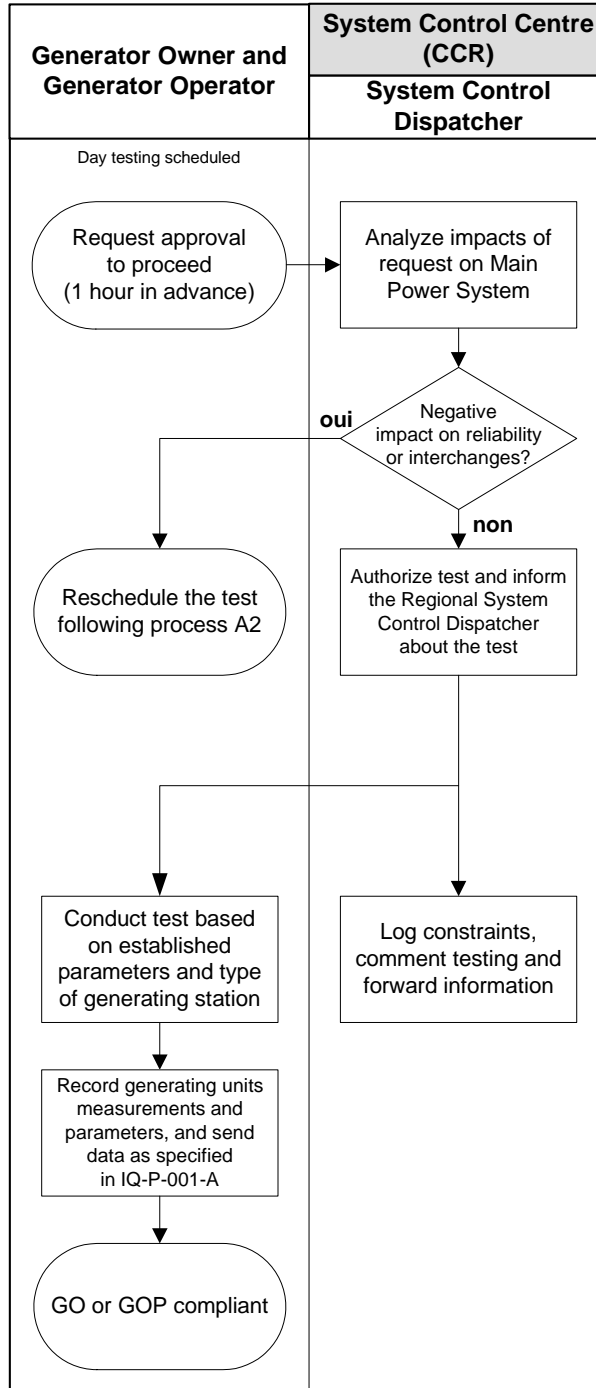 Generator Owner and
Generator Operator
System Control Centre
(CCR)
System Control
Dispatcher
Day testing scheduled
Request approval
to proceed
(1 hour in advance)
Analyze impacts of
request on Main
Power System
Negative
impact on reliability
or interchanges?
oui
non
Reschedule the test
following process A2
Authorize test and inform
the Regional System
Control Dispatcher
about the test
Conduct test based
on established
parameters and type
of generating station
Log constraints,
comment testing and
forward information
Record generating units
measurements and
parameters, and send
data as specified
in IQ-P-001-A
GO or GOP compliant